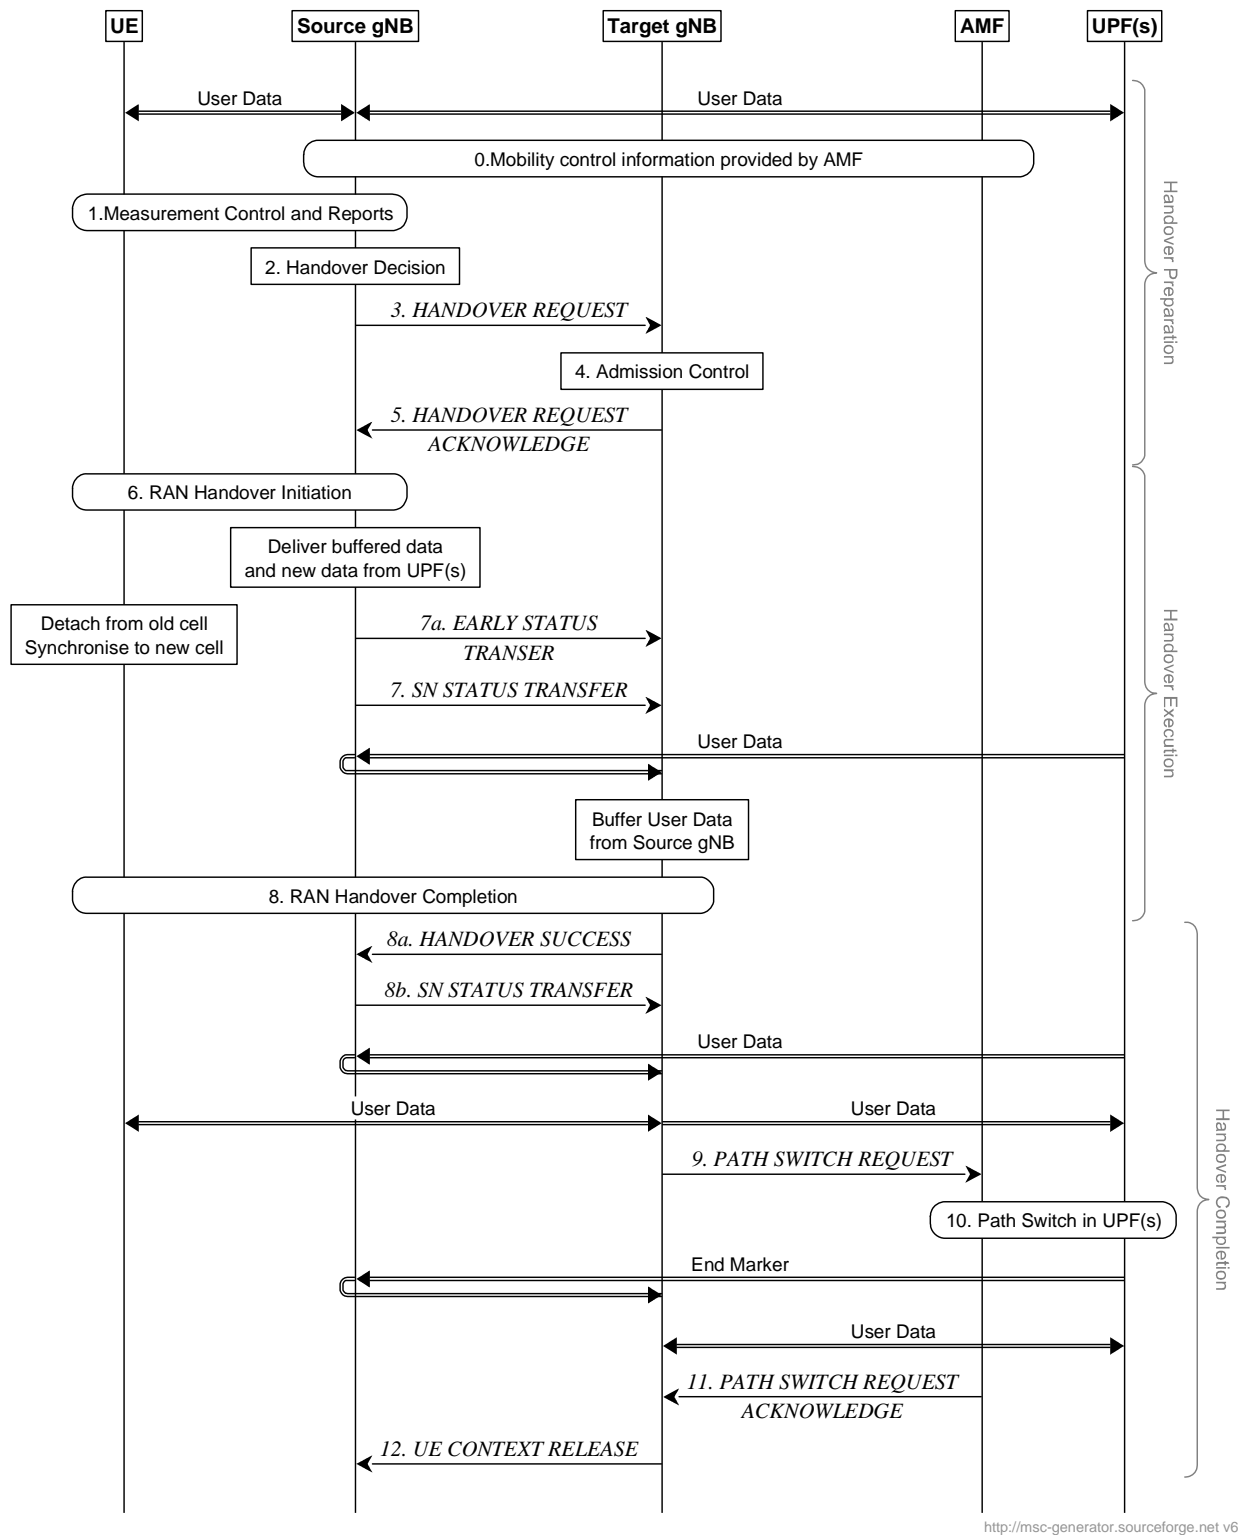 UE
Source gNB
Target gNB
AMF
UPF(s)
User Data
User Data
0.Mobility control information provided by AMF
1.Measurement Control and Reports
2. Handover Decision
3. HANDOVER REQUEST
4. Admission Control
5. HANDOVER REQUEST
ACKNOWLEDGE
Handover Preparation
6. RAN Handover Initiation
Deliver buffered data
and new data from UPF(s)
Detach from old cell
Synchronise to new cell
7a. EARLY STATUS
TRANSER
7. SN STATUS TRANSFER
User Data
Buffer User Data
from Source gNB
8. RAN Handover Completion
Handover Execution
8a. HANDOVER SUCCESS
8b. SN STATUS TRANSFER
User Data
User Data
User Data
9. PATH SWITCH REQUEST
10. Path Switch in UPF(s)
End Marker
User Data
11. PATH SWITCH REQUEST
ACKNOWLEDGE
12. UE CONTEXT RELEASE
Handover Completion
http://msc-generator.sourceforge.net v6